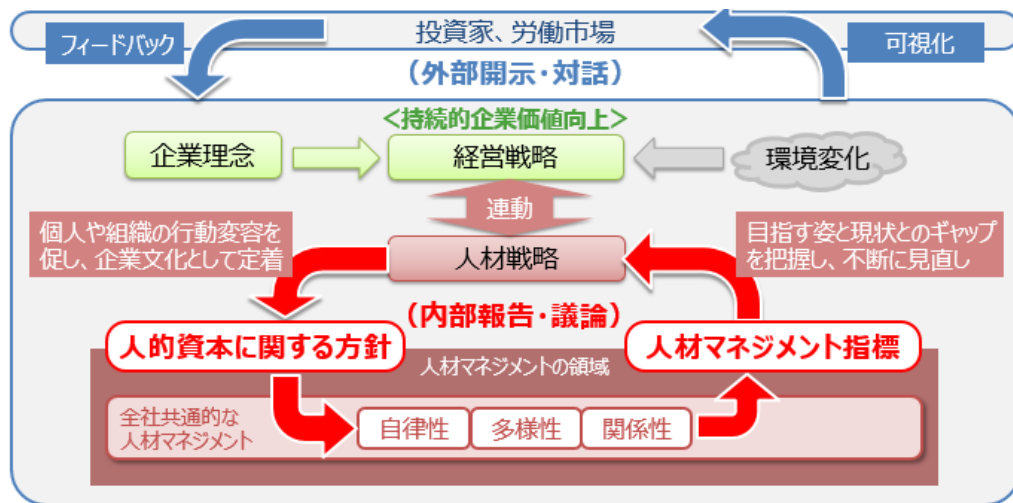 投資家、労働市場
フィードバック
可視化
（外部開示・対話）
<持続的企業価値向上>
企業理念
経営戦略
環境変化
連動
個人や組織の行動変容を
促し、企業文化として定着
人材戦略
目指す姿と現状とのギャップ
を把握し、不断に見直し
（内部報告・議論）
人的資本に関する方針
人材マネジメント指標
人材マネジメントの領域
全社共通的な
人材マネジメント
自律性
多様性
関係性